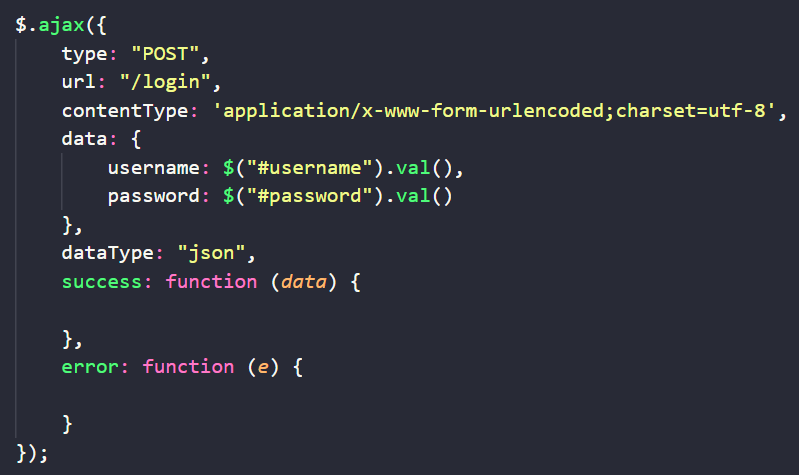 $.ajax({
    type: "POST",
    url: "/login",
    contentType: 'application/x-www-form-urlencoded;charset=utf-8',
    data: {
        username: $("#username").val(),
        password: $("#password").val()
    },
    dataType: "json",
    success: function (data) {
    },
    error: function (e) {
    }
});